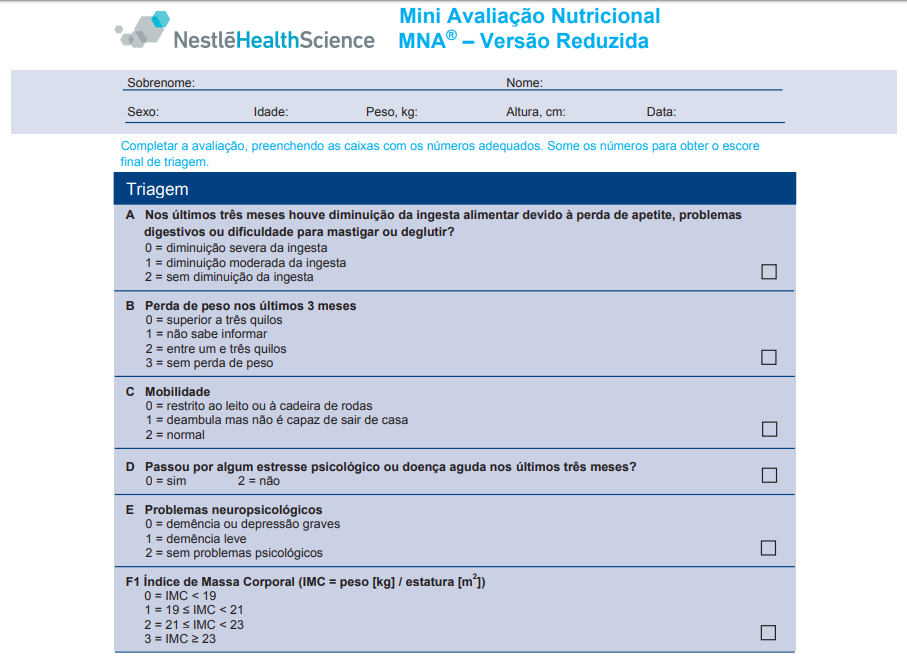 NestléHealthScience
Mini Avaliação Nutricional
MNA® – Versão Reduzida
Sobrenome: Nome:
Sexo: Idade: Peso, kg: Altura, cm: Data:
Completar a avaliação, preenchendo as caixas com os números adequados. Some os números para obter o escore
final de triagem.
Triagem
A Nos últimos três meses houve diminuição da ingesta alimentar devido à perda de apetite, problemas
digestivos ou dificuldade para mastigar ou deglutir?
0 = diminuição severa da ingesta
1 = diminuição moderada da ingesta
2 = sem diminuição da ingesta
B Perda de peso nos últimos 3 meses
0 = superior a três quilos
1 = não sabe informar
2 = entre um e três quilos
3 = sem perda de peso
C Mobilidade
0 = restrito ao leito ou à cadeira de rodas
1 = deambula mas não é capaz de sair de casa
2 = normal
D Passou por algum estresse psicológico ou doença aguda nos últimos três meses?
0 = sim 2 = não
E Problemas neuropsicológicos
0 = demência ou depressão graves
1 = demência leve
2 = sem problemas psicológicos
F1 Índice de Massa Corporal (IMC = peso [kg] / estatura [m²])
0 = IMC < 19
1 = 19 ≤ IMC < 21
2 = 21 ≤ IMC < 23
3 = IMC ≥ 23